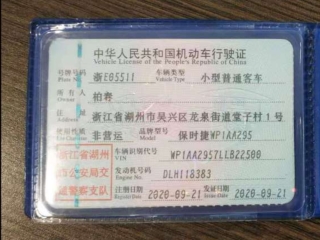 中华人民共和国机动车行驶证
Vehicle License of the People's Republic of China
号牌号码 浙E05511 车辆类型 小型普通客车
Plate No. Vehicle Type
所有人 柏寄
Owner
住址 浙江省湖州市吴兴区龙泉街道堂子村1号
Address
使用性质 非营运 品牌型号 保时捷WP1AA295
Use Character Model
浙江省湖州 车辆识别代号 WP1AA2957LLB22500
VIN
市公安局交 发动机号码 DLH118383
Engine No.
通警察支队 注册日期 2020-09-21 发证日期 2020-09-21
Register Date Issue Date